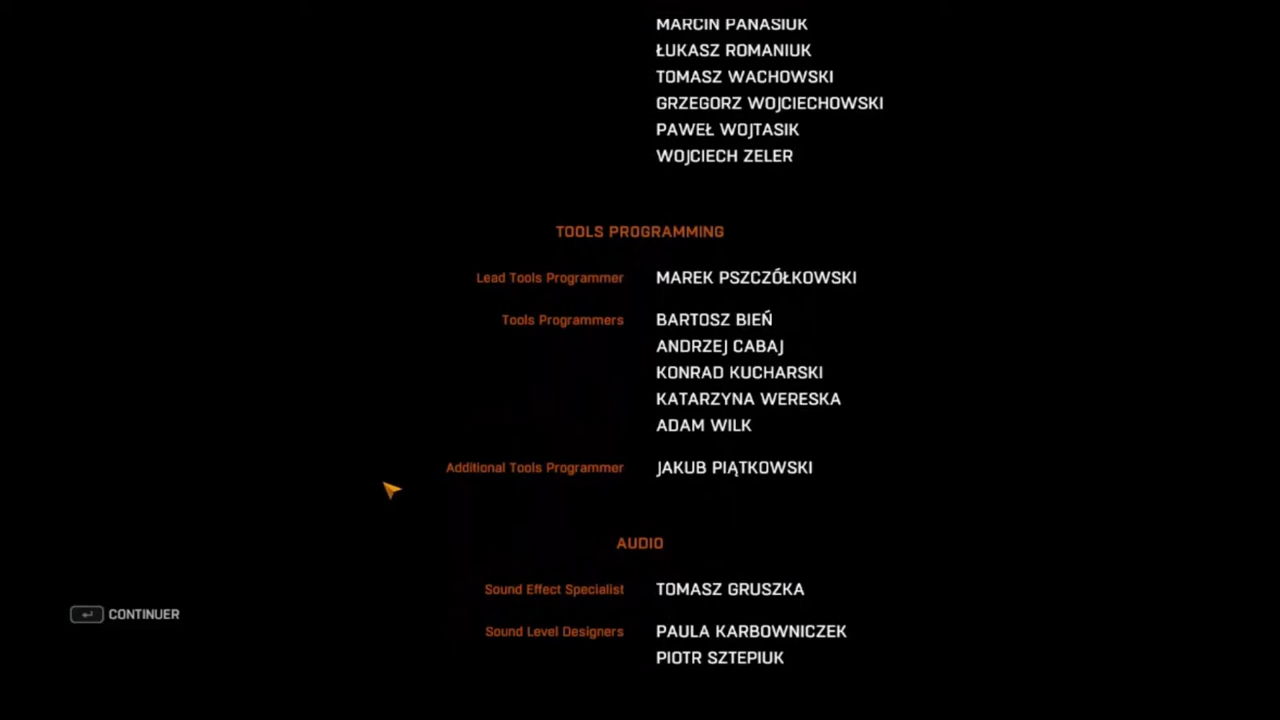 MARCIN PANASIUK
ŁUKASZ ROMANIUK
TOMASZ WACHOWSKI
GRZEGORZ WOJCIECHOWSKI
PAWEŁ WOJTASIK
WOJCIECH ZELER
TOOLS PROGRAMMING
Lead Tools Programmer MAREK PSZCZÓŁKOWSKI
Tools Programmers BARTOSZ BIEŃ
ANDRZEJ CABAJ
KONRAD KUCHARSKI
KATARZYNA WERESKA
ADAM WILK
Additional Tools Programmer JAKUB PIĄTKOWSKI
AUDIO
Sound Effect Specialist TOMASZ GRUSZKA
CONTINUER
Sound Level Designers PAULA KARBOWNICZEK
PIOTR SZTEPIUK